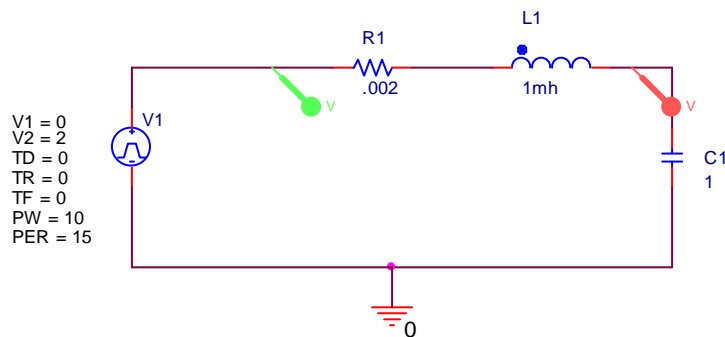 L1
R1
.002
1mh
V
V
V1 = 0
V2 = 2
TD = 0
TR = 0
TF = 0
PW = 10
PER = 15
V1
C1
1
0